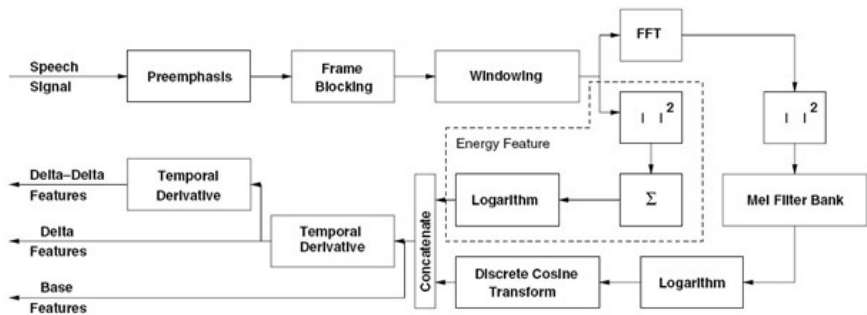 Speech
Signal
Preemphasis
Frame
Blocking
Windowing
FFT
| |²
| |²
Energy Feature
Delta–Delta
Features
Temporal
Derivative
Logarithm
Σ
Mel Filter Bank
Delta
Features
Temporal
Derivative
Concatenate
Discrete Cosine
Transform
Logarithm
Base
Features